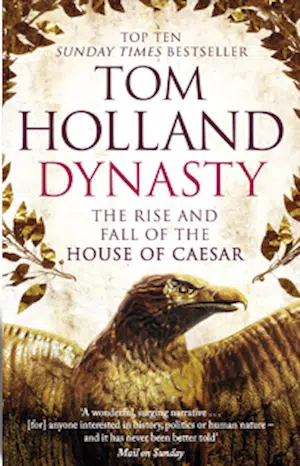 TOP TEN
SUNDAY TIMES BESTSELLER
TOM
HOLLAND
DYNASTY
THE RISE AND
FALL OF THE
HOUSE OF CAESAR
‘A wonderful, surging narrative ...
[for] anyone interested in history, politics or human nature –
and it has never been better told’
Mail on Sunday